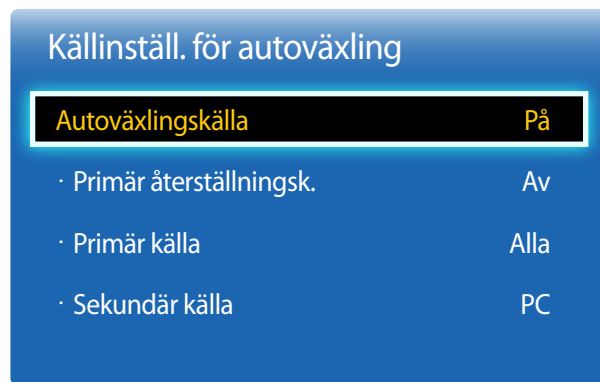 Källinställ. för autoväxling
Autoväxlingskälla På
· Primär återställningsk. Av
· Primär källa Alla
· Sekundär källa PC